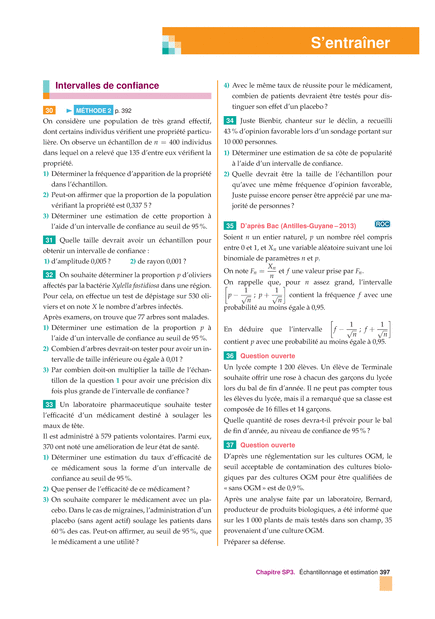 S'entraîner
Intervalles de confiance
30 ► MÉTHODE 2 p. 392
On considère une population de très grand effectif,
dont certains individus vérifient une propriété particu-
lière. On observe un échantillon de n = 400 individus
dans lequel on a relevé que 135 d'entre eux vérifient la
propriété.
1) Déterminer la fréquence d'apparition de la propriété
dans l'échantillon.
2) Peut-on affirmer que la proportion de la population
vérifiant la propriété est 0,337 5 ?
3) Déterminer une estimation de cette proportion à
l'aide d'un intervalle de confiance au seuil de 95 %.
31 Quelle taille devrait avoir un échantillon pour
obtenir un intervalle de confiance :
1) d'amplitude 0,005 ? 2) de rayon 0,001 ?
32 On souhaite déterminer la proportion p d'oliviers
affectés par la bactérie Xylella fastidiosa dans une région.
Pour cela, on effectue un test de dépistage sur 530 oli-
viers et on note X le nombre d'arbres infectés.
Après examens, on trouve que 77 arbres sont malades.
1) Déterminer une estimation de la proportion p à
l'aide d'un intervalle de confiance au seuil de 95 %.
2) Combien d'arbres devrait-on tester pour avoir un in-
tervalle de taille inférieure ou égale à 0,01 ?
3) Par combien doit-on multiplier la taille de l'échan-
tillon de la question 1 pour avoir une précision dix
fois plus grande de l'intervalle de confiance ?
33 Un laboratoire pharmaceutique souhaite tester
l'efficacité d'un médicament destiné à soulager les
maux de tête.
Il est administré à 579 patients volontaires. Parmi eux,
370 ont noté une amélioration de leur état de santé.
1) Déterminer une estimation du taux d'efficacité de
ce médicament sous la forme d'un intervalle de
confiance au seuil de 95 %.
2) Que penser de l'efficacité de ce médicament ?
3) On souhaite comparer le médicament avec un pla-
cebo. Dans le cas de migraines, l'administration d'un
placebo (sans agent actif) soulage les patients dans
60 % des cas. Peut-on affirmer, au seuil de 95 %, que
le médicament a une utilité ?
4) Avec le même taux de réussite pour le médicament,
combien de patients devraient être testés pour dis-
tinguer son effet d'un placebo ?
34 Juste Bienbir, chanteur sur le déclin, a recueilli
43 % d'opinion favorable lors d'un sondage portant sur
10 000 personnes.
1) Déterminer une estimation de sa côte de popularité
à l'aide d'un intervalle de confiance.
2) Quelle devrait être la taille de l'échantillon pour
qu'avec une même fréquence d'opinion favorable,
Juste puisse encore penser être apprécié par une ma-
jorité de personnes ?
35 D'après Bac (Antilles-Guyane – 2013) ROC
Soient n un entier naturel, p un nombre réel compris
entre 0 et 1, et Xₙ une variable aléatoire suivant une loi
binomiale de paramètres n et p.
On note Fₙ = Xₙ/n et f une valeur prise par Fₙ.
On rappelle que, pour n assez grand, l'intervalle
[p − 1/√n ; p + 1/√n] contient la fréquence f avec une
probabilité au moins égale à 0,95.
En déduire que l'intervalle [f − 1/√n ; f + 1/√n]
contient p avec une probabilité au moins égale à 0,95.
36 Question ouverte
Un lycée compte 1 200 élèves. Un élève de Terminale
souhaite offrir une rose à chacun des garçons du lycée
lors du bal de fin d'année. Il ne peut pas compter tous
les élèves du lycée, mais il a remarqué que sa classe est
composée de 16 filles et 14 garçons.
Quelle quantité de roses devra-t-il prévoir pour le bal
de fin d'année, au niveau de confiance de 95 % ?
37 Question ouverte
D'après une réglementation sur les cultures OGM, le
seuil acceptable de contamination des cultures biolo-
giques par des cultures OGM pour être qualifiées de
« sans OGM » est de 0,9 %.
Après une analyse faite par un laboratoire, Bernard,
producteur de produits biologiques, a été informé que
sur les 1 000 plants de maïs testés dans son champ, 35
provenaient d'une culture OGM.
Préparer sa défense.
Chapitre SP3. Échantillonnage et estimation 397